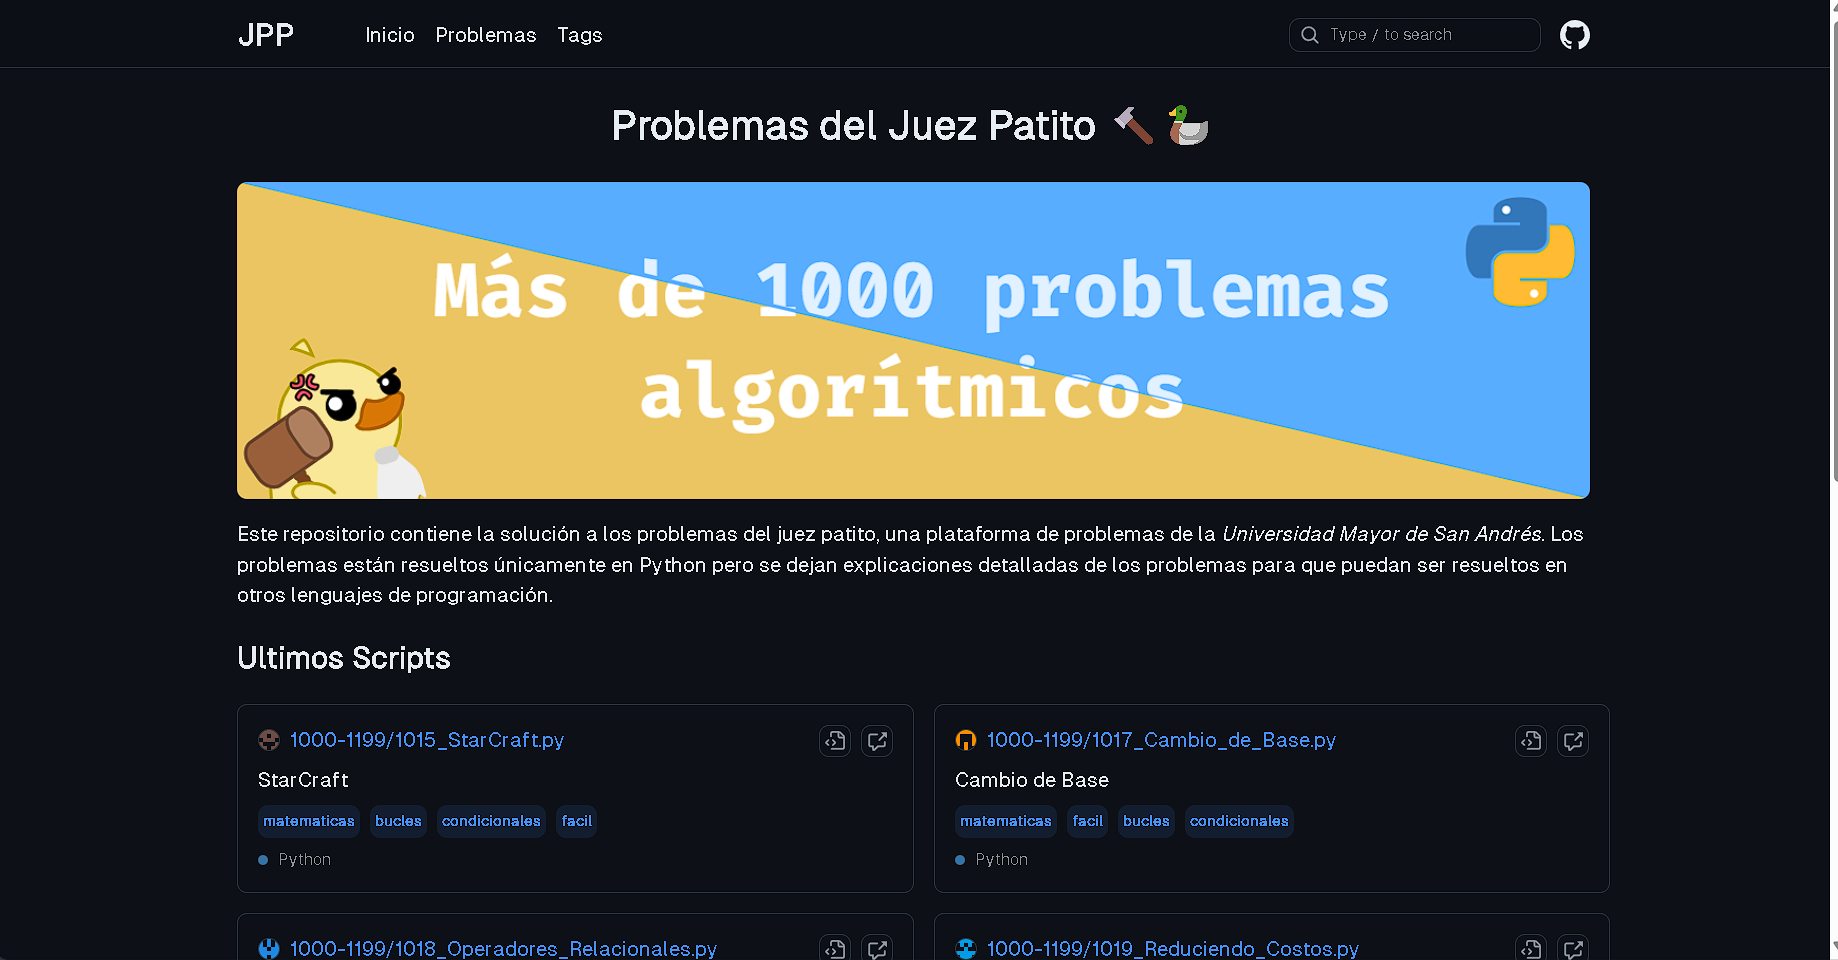 JPP Inicio Problemas Tags Type / to search
Problemas del Juez Patito
Más de 1000 problemas
algorítmicos
Este repositorio contiene la solución a los problemas del juez patito, una plataforma de problemas de la Universidad Mayor de San Andrés. Los
problemas están resueltos únicamente en Python pero se dejan explicaciones detalladas de los problemas para que puedan ser resueltos en
otros lenguajes de programación.
Ultimos Scripts
1000-1199/1015_StarCraft.py
StarCraft
matematicas bucles condicionales facil
Python
1000-1199/1017_Cambio_de_Base.py
Cambio de Base
matematicas facil bucles condicionales
Python
1000-1199/1018_Operadores_Relacionales.py
1000-1199/1019_Reduciendo_Costos.py